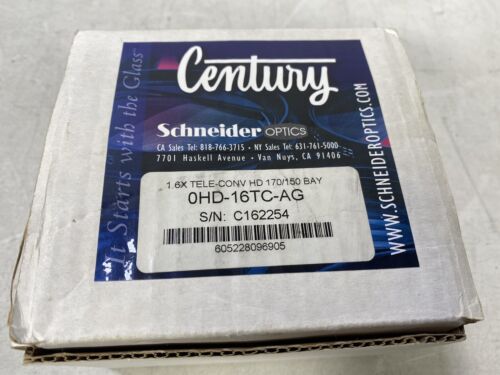 Century
Schneider OPTICS
CA Sales Tel: 818-766-3715 • NY Sales Tel: 631-761-5000
7701 Haskell Avenue • Van Nuys, CA 91406
1.6X TELE-CONV HD 170/150 BAY
0HD-16TC-AG
S/N: C162254
605228096905
It Starts with the Glass™
WWW.SCHNEIDEROPTICS.COM